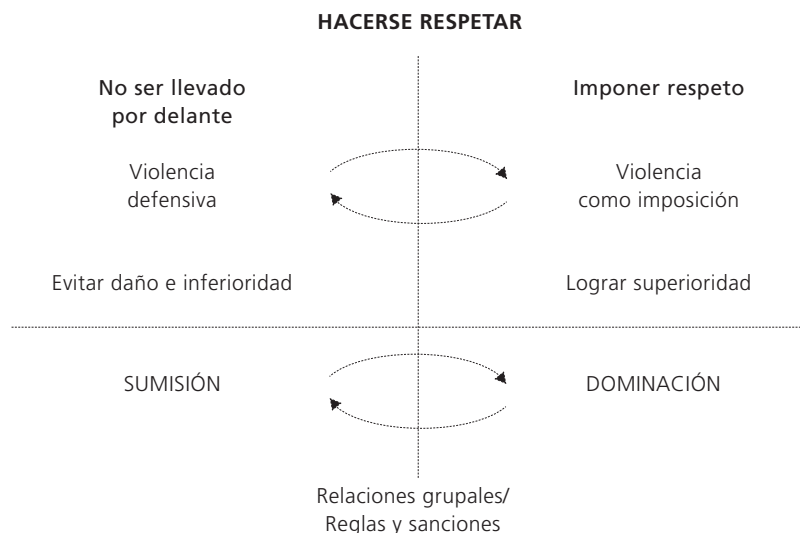 HACERSE RESPETAR
No ser llevado
por delante
Imponer respeto
Violencia
defensiva
Violencia
como imposición
Evitar daño e inferioridad
Lograr superioridad
SUMISIÓN
DOMINACIÓN
Relaciones grupales/
Reglas y sanciones